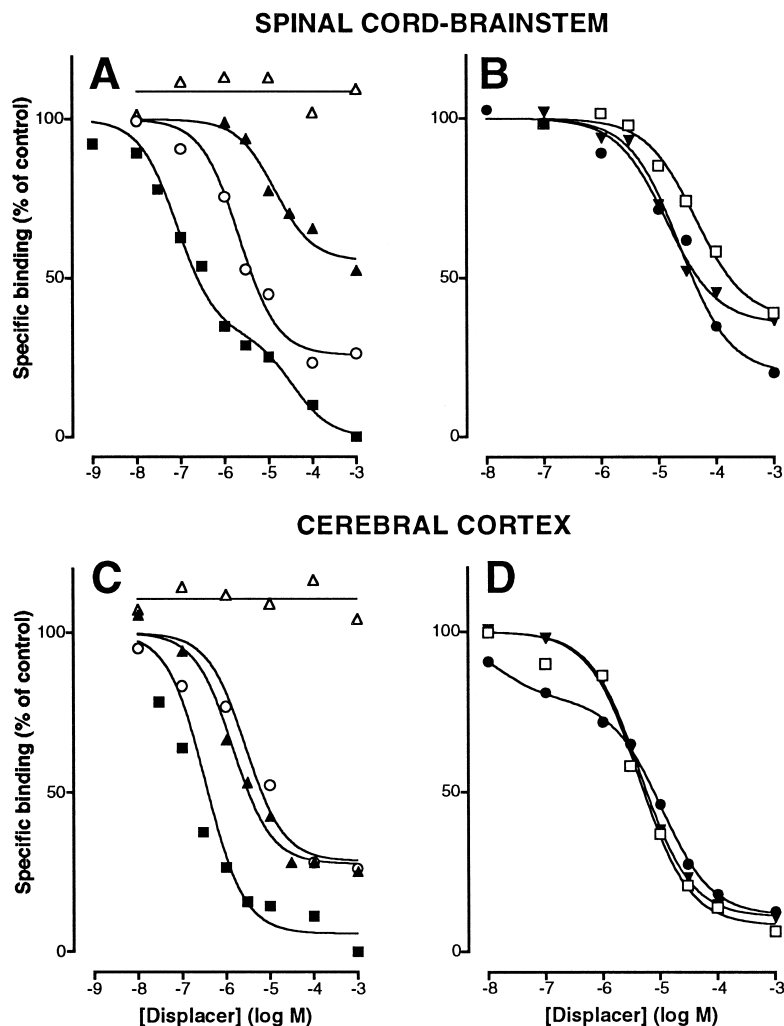 SPINAL CORD-BRAINSTEM
A
B
Specific binding (% of control)
100
50
0
100
50
0
-9 -8 -7 -6 -5 -4 -3
-8 -7 -6 -5 -4 -3
CEREBRAL CORTEX
C
D
Specific binding (% of control)
100
50
0
100
50
0
-9 -8 -7 -6 -5 -4 -3
-8 -7 -6 -5 -4 -3
[Displacer] (log M)
[Displacer] (log M)